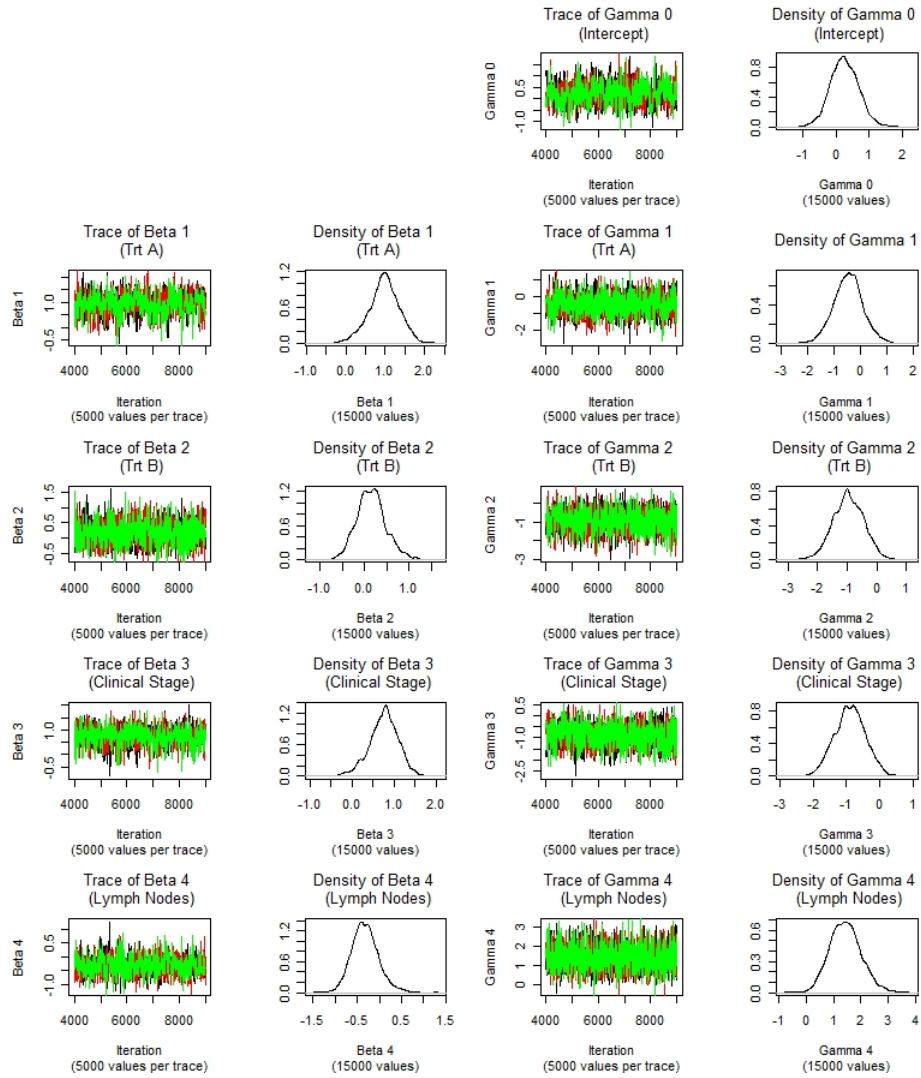 Trace of Gamma 0
(Intercept)
Gamma 0
-1.0 0.5
4000 6000 8000
Iteration
(5000 values per trace)
Density of Gamma 0
(Intercept)
0.0 0.4 0.8
-1 0 1 2
Gamma 0
(15000 values)
Trace of Beta 1
(Trt A)
Beta 1
-0.5 1.0
4000 6000 8000
Iteration
(5000 values per trace)
Density of Beta 1
(Trt A)
0.0 0.6 1.2
-1.0 0.0 1.0 2.0
Beta 1
(15000 values)
Trace of Gamma 1
(Trt A)
Gamma 1
-2 0
4000 6000 8000
Iteration
(5000 values per trace)
Density of Gamma 1
0.0 0.4
-3 -2 -1 0 1 2
Gamma 1
(15000 values)
Trace of Beta 2
(Trt B)
Beta 2
-0.5 0.5 1.5
4000 6000 8000
Iteration
(5000 values per trace)
Density of Beta 2
(Trt B)
0.0 0.6 1.2
-1.0 0.0 1.0
Beta 2
(15000 values)
Trace of Gamma 2
(Trt B)
Gamma 2
-3 -1
4000 6000 8000
Iteration
(5000 values per trace)
Density of Gamma 2
(Trt B)
0.0 0.4 0.8
-3 -2 -1 0 1
Gamma 2
(15000 values)
Trace of Beta 3
(Clinical Stage)
Beta 3
-0.5 1.0
4000 6000 8000
Iteration
(5000 values per trace)
Density of Beta 3
(Clinical Stage)
0.0 0.6 1.2
-1.0 0.0 1.0 2.0
Beta 3
(15000 values)
Trace of Gamma 3
(Clinical Stage)
Gamma 3
-2.5 -1.0 0.5
4000 6000 8000
Iteration
(5000 values per trace)
Density of Gamma 3
(Clinical Stage)
0.0 0.4 0.8
-3 -2 -1 0 1
Gamma 3
(15000 values)
Trace of Beta 4
(Lymph Nodes)
Beta 4
-1.0 0.5
4000 6000 8000
Iteration
(5000 values per trace)
Density of Beta 4
(Lymph Nodes)
0.0 0.6 1.2
-1.5 -0.5 0.5 1.5
Beta 4
(15000 values)
Trace of Gamma 4
(Lymph Nodes)
Gamma 4
0 1 2 3
4000 6000 8000
Iteration
(5000 values per trace)
Density of Gamma 4
(Lymph Nodes)
0.0 0.3 0.6
-1 0 1 2 3 4
Gamma 4
(15000 values)